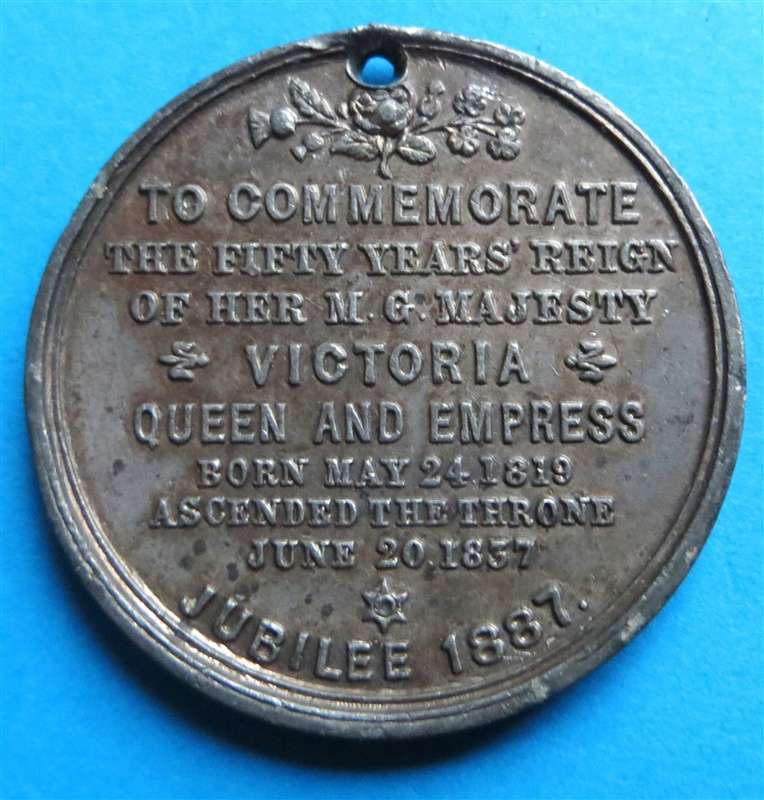 TO COMMEMORATE
THE FIFTY YEARS' REIGN
OF HER M. Gʳ. MAJESTY
VICTORIA
QUEEN AND EMPRESS
BORN MAY 24.1819
ASCENDED THE THRONE
JUNE 20.1837
JUBILEE 1887.